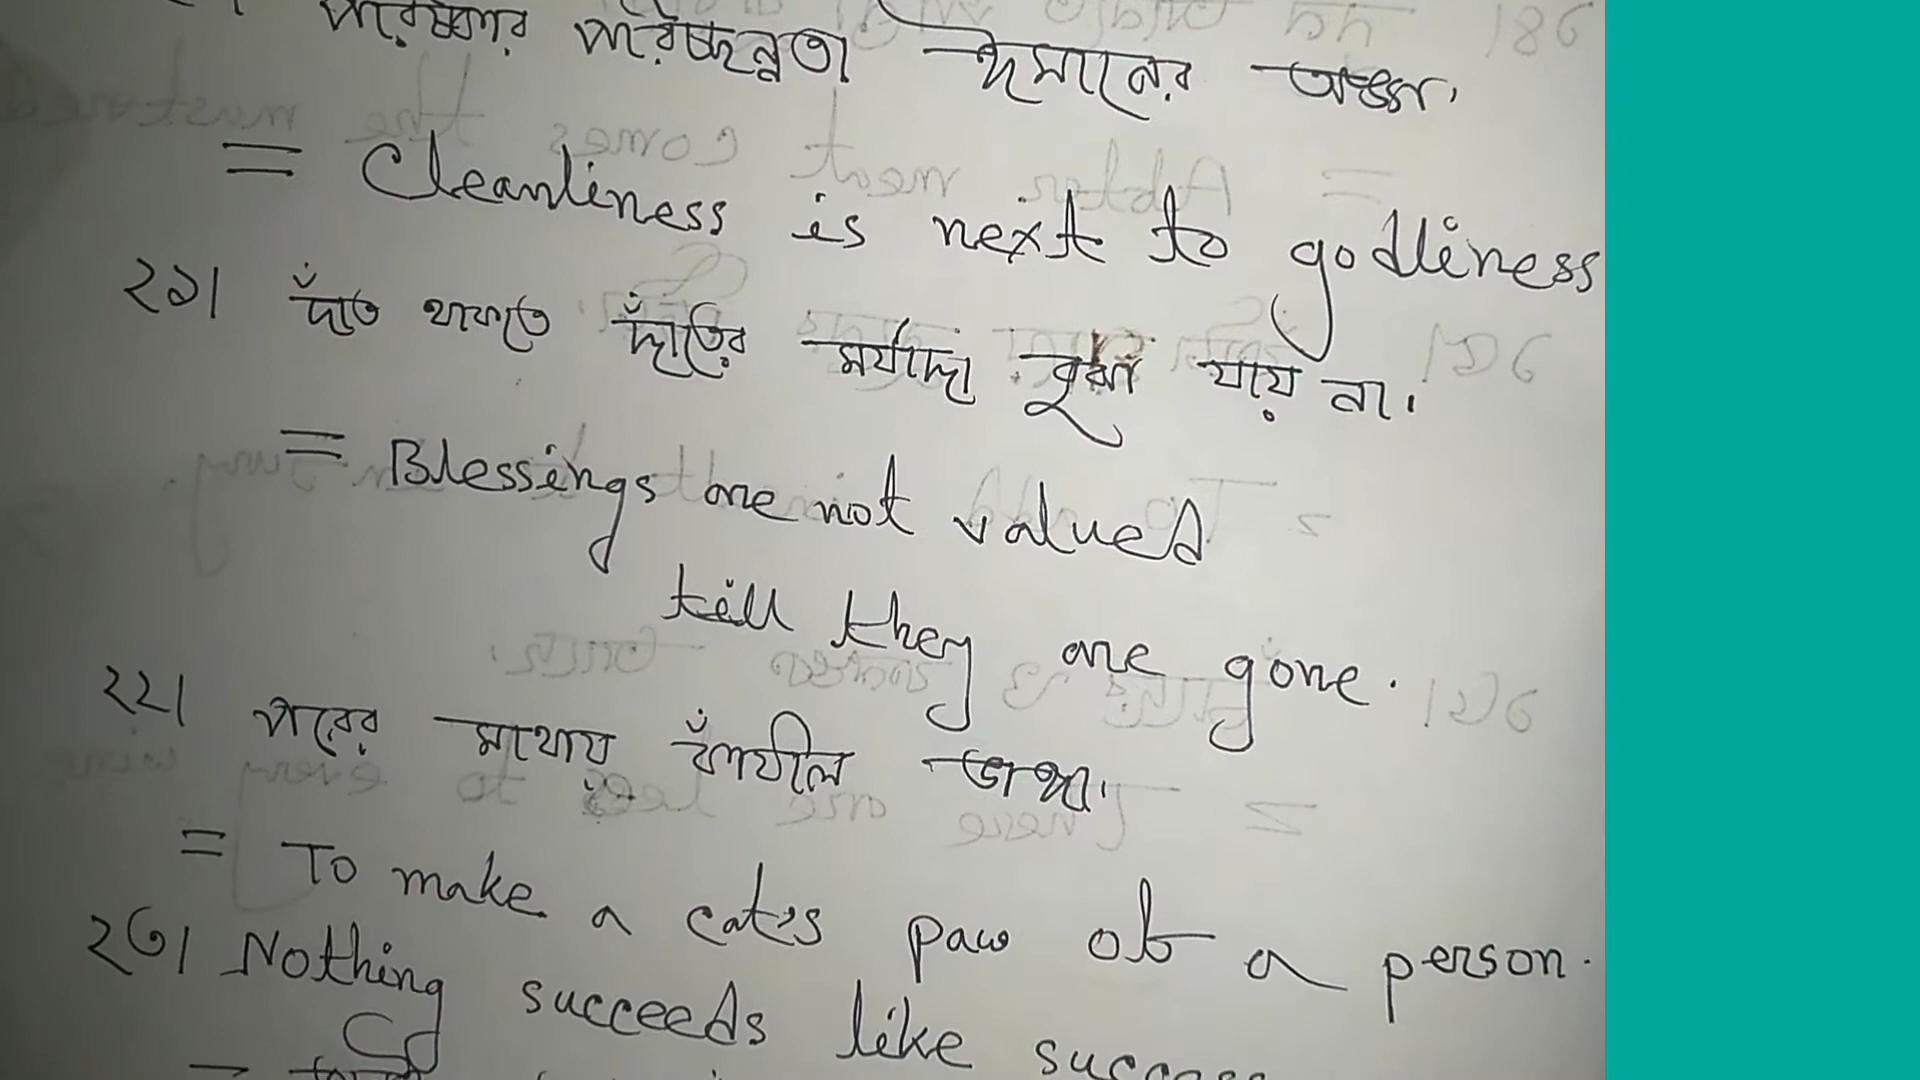 পরিষ্কার পরিচ্ছন্নতা ঈমানের অঙ্গ।
= Cleanliness is next to godliness
২১। দাঁত থাকতে দাঁতের মর্যাদা বুঝা যায় না।
= Blessings are not valued
till they are gone.
২২। পরের মাথায় কাঁঠাল ভাঙ্গা।
= To make a cat's paw of a person.
২৩। Nothing succeeds like success